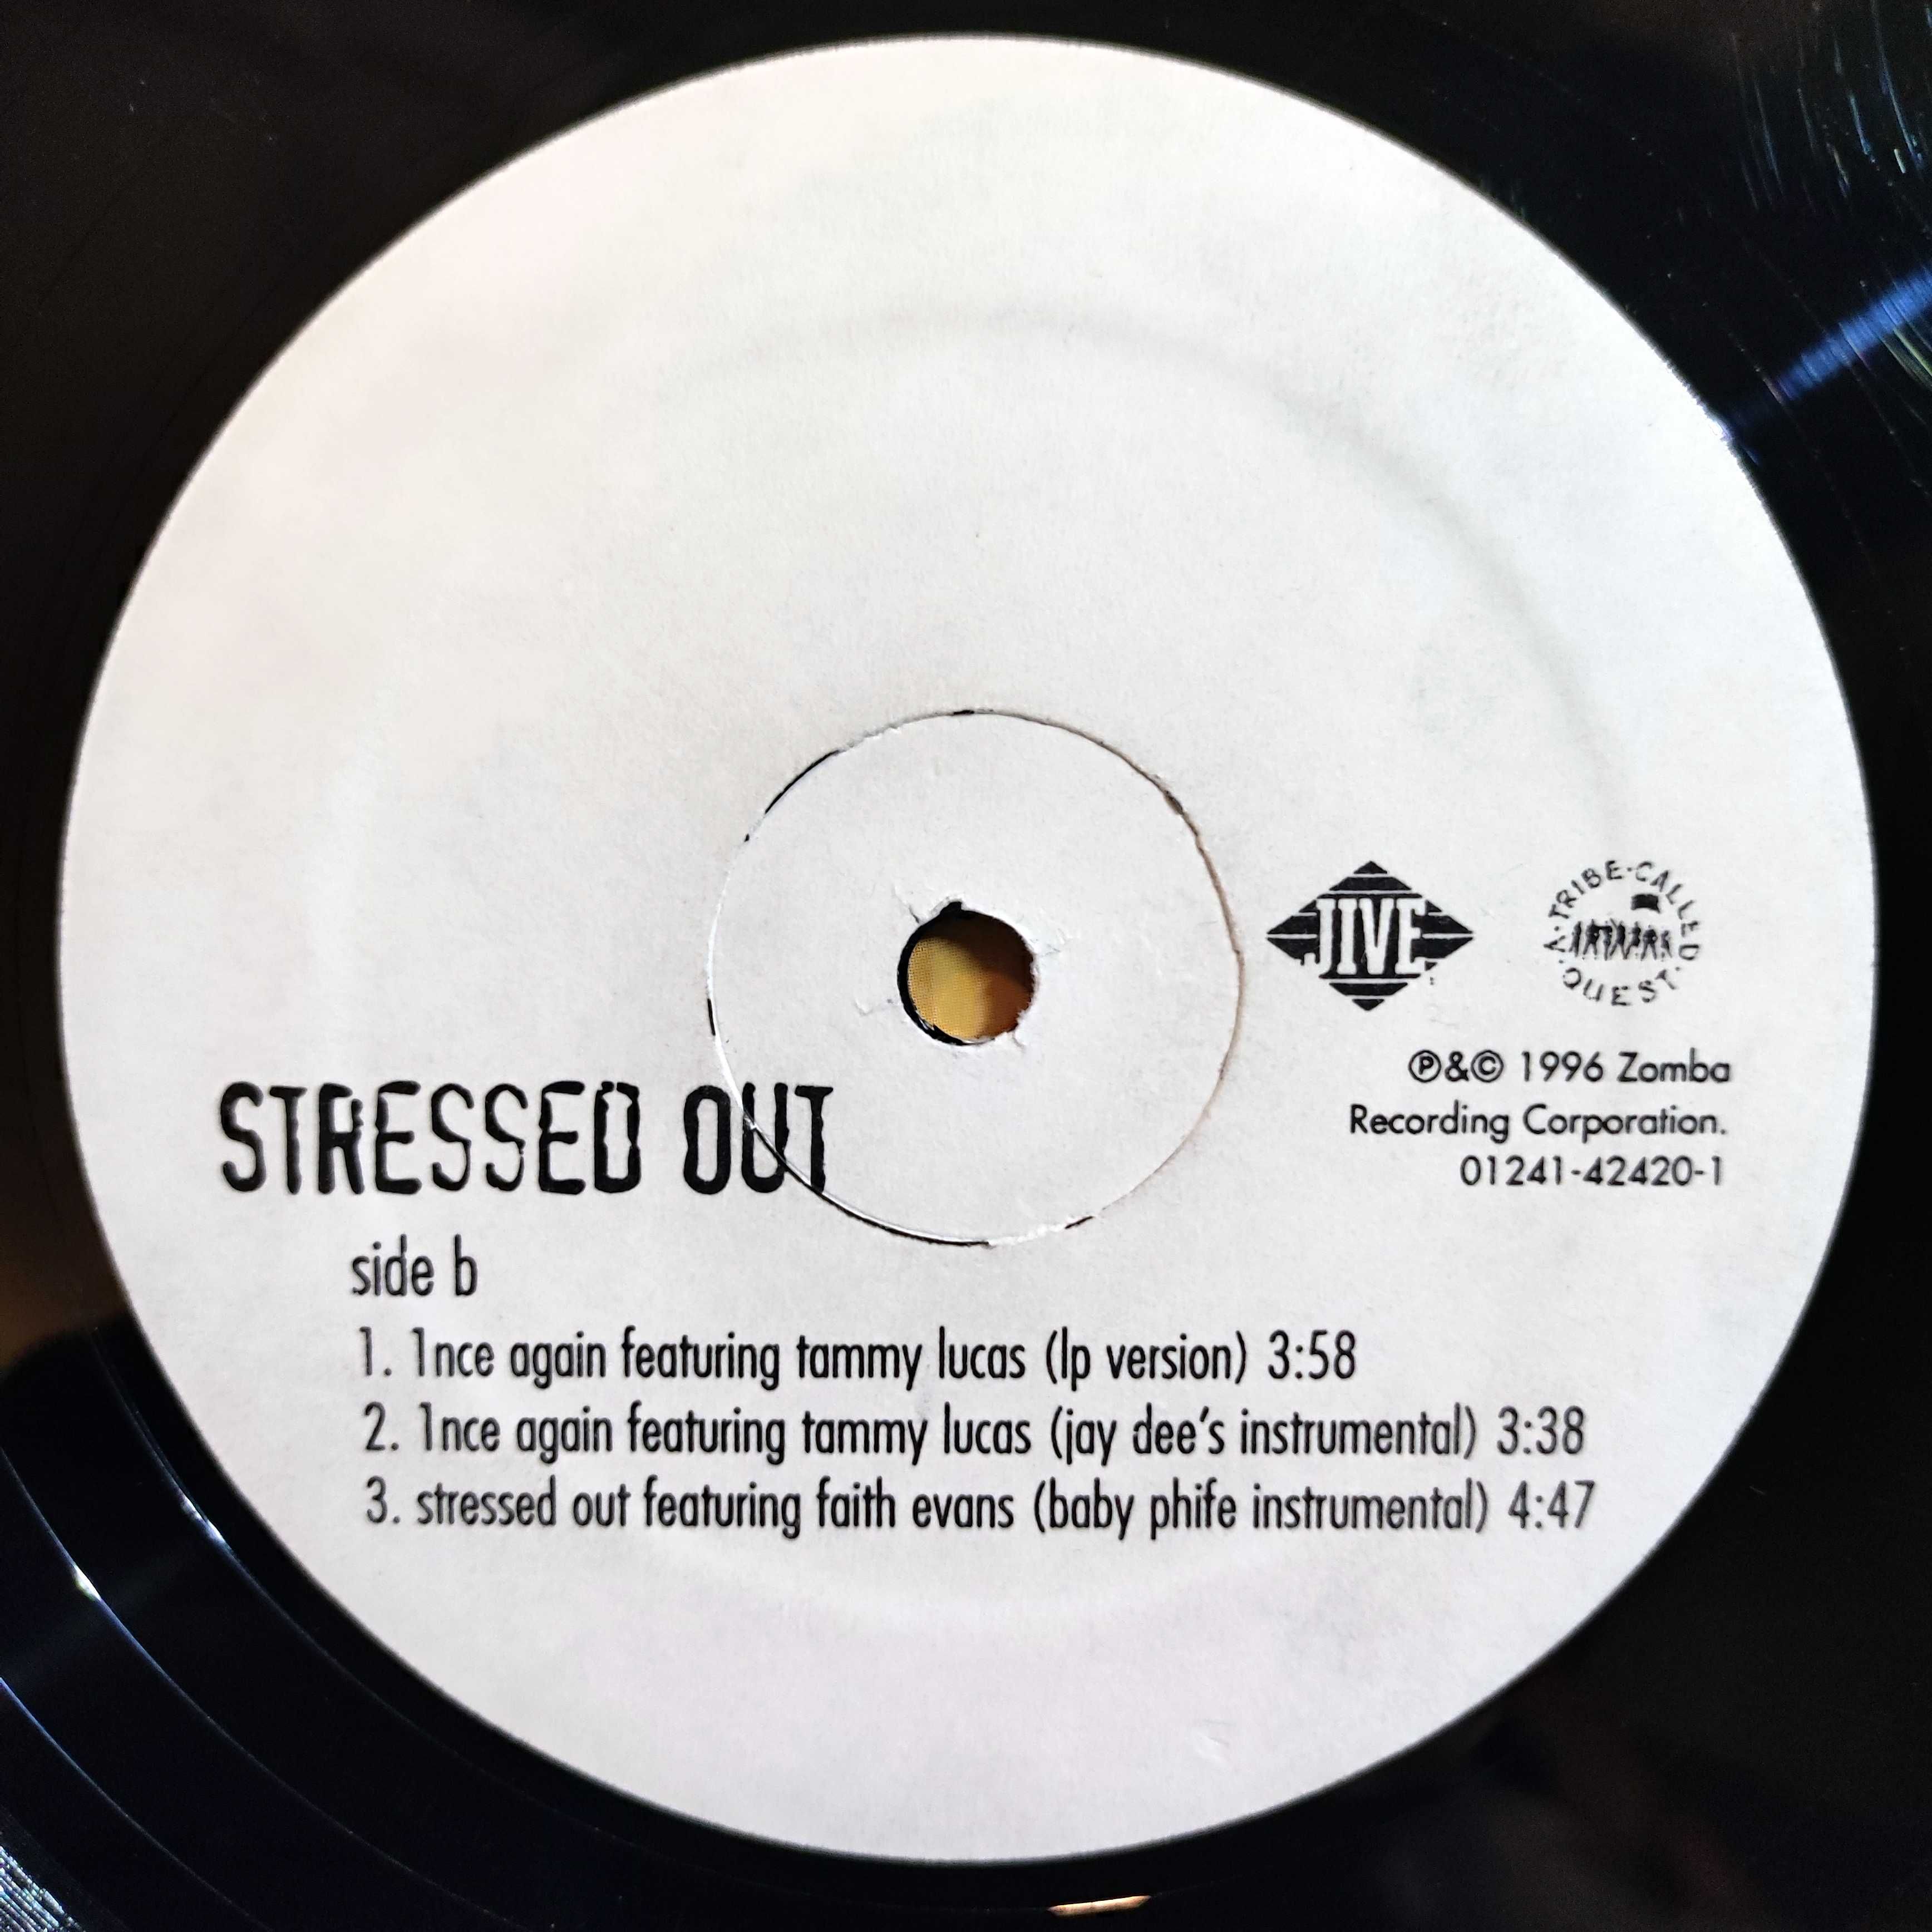 JIVE
A·TRIBE·CALLED·QUEST·
Ⓟ&© 1996 Zomba
Recording Corporation.
01241-42420-1
STRESSED OUT
side b
1. 1nce again featuring tammy lucas (lp version) 3:58
2. 1nce again featuring tammy lucas (jay dee's instrumental) 3:38
3. stressed out featuring faith evans (baby phife instrumental) 4:47